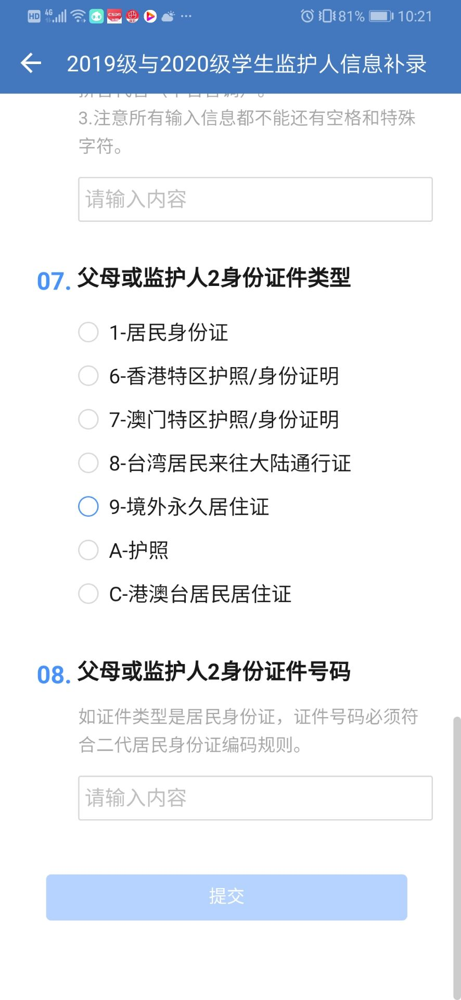 HD 4G CSDN 81% 10:21
2019级与2020级学生监护人信息补录
3.注意所有输入信息都不能还有空格和特殊
字符。
请输入内容
07. 父母或监护人2身份证件类型
1-居民身份证
6-香港特区护照/身份证明
7-澳门特区护照/身份证明
8-台湾居民来往大陆通行证
9-境外永久居住证
A-护照
C-港澳台居民居住证
08. 父母或监护人2身份证件号码
如证件类型是居民身份证，证件号码必须符
合二代居民身份证编码规则。
请输入内容
提交